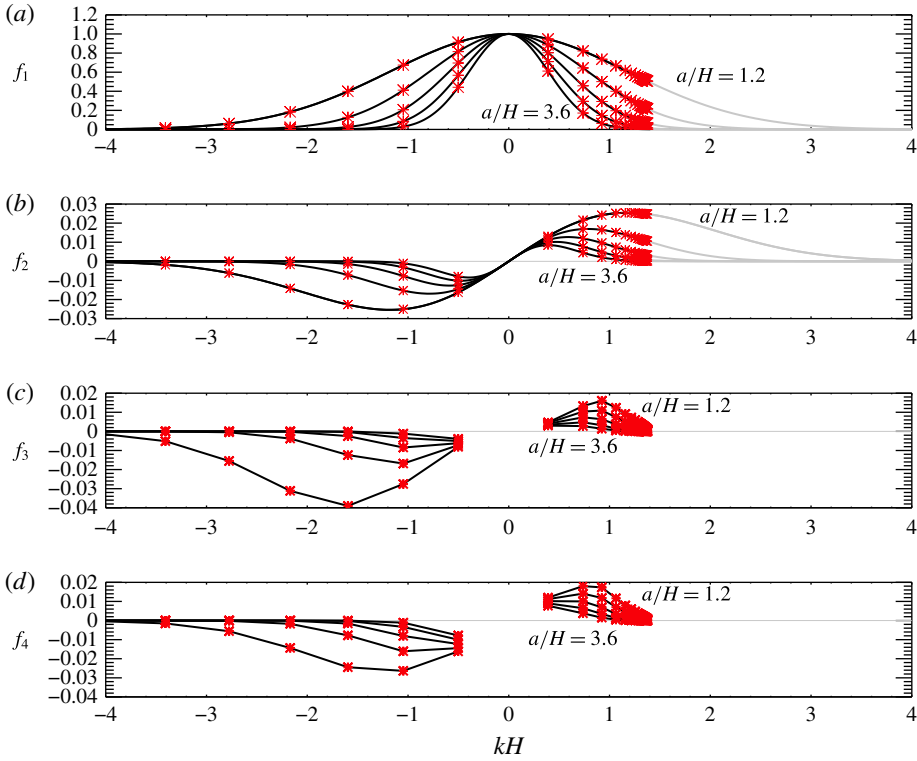 (a)
1.2
1.0
0.8
0.6
0.4
0.2
0
f1
a/H = 1.2
a/H = 3.6
−4 −3 −2 −1 0 1 2 3 4
(b)
0.03
0.02
0.01
0
−0.01
−0.02
−0.03
f2
a/H = 1.2
a/H = 3.6
−4 −3 −2 −1 0 1 2 3 4
(c)
0.02
0.01
0
−0.01
−0.02
−0.03
−0.04
f3
a/H = 1.2
a/H = 3.6
−4 −3 −2 −1 0 1 2 3 4
(d)
0.02
0.01
0
−0.01
−0.02
−0.03
−0.04
f4
a/H = 1.2
a/H = 3.6
−4 −3 −2 −1 0 1 2 3 4
kH